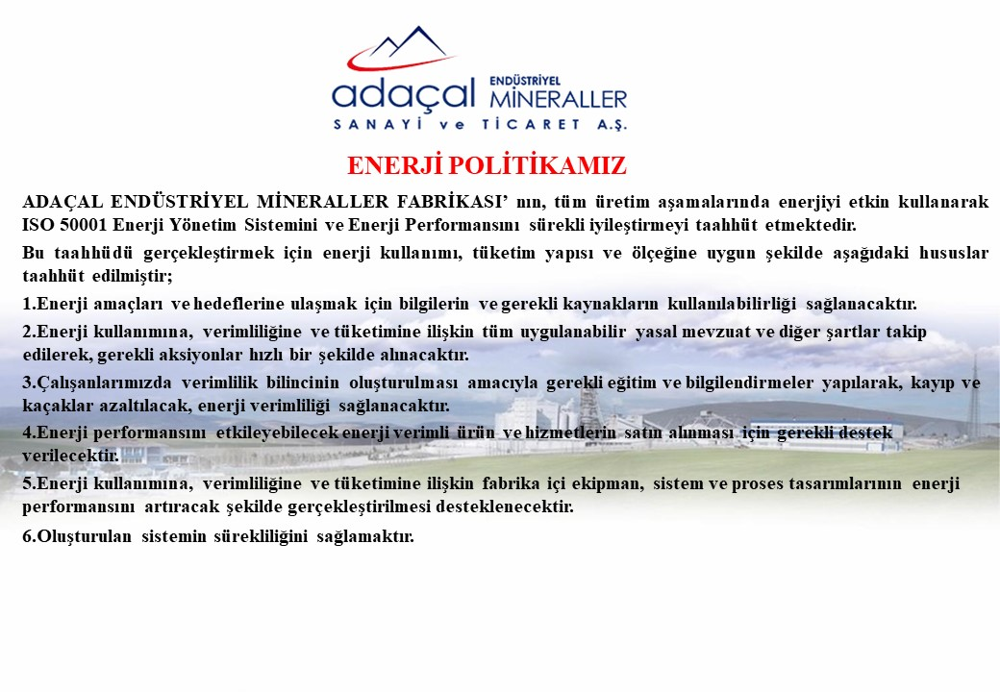 adaçal ENDÜSTRİYEL MİNERALLER
SANAYİ ve TİCARET A.Ş.
ENERJİ POLİTİKAMIZ
ADAÇAL ENDÜSTRİYEL MİNERALLER FABRİKASI’ nın, tüm üretim aşamalarında enerjiyi etkin kullanarak
ISO 50001 Enerji Yönetim Sistemini ve Enerji Performansını sürekli iyileştirmeyi taahhüt etmektedir.
Bu taahhüdü gerçekleştirmek için enerji kullanımı, tüketim yapısı ve ölçeğine uygun şekilde aşağıdaki hususlar
taahhüt edilmiştir;
1.Enerji amaçları ve hedeflerine ulaşmak için bilgilerin ve gerekli kaynakların kullanılabilirliği sağlanacaktır.
2.Enerji kullanımına, verimliliğine ve tüketimine ilişkin tüm uygulanabilir yasal mevzuat ve diğer şartlar takip
edilerek, gerekli aksiyonlar hızlı bir şekilde alınacaktır.
3.Çalışanlarımızda verimlilik bilincinin oluşturulması amacıyla gerekli eğitim ve bilgilendirmeler yapılarak, kayıp ve
kaçaklar azaltılacak, enerji verimliliği sağlanacaktır.
4.Enerji performansını etkileyebilecek enerji verimli ürün ve hizmetlerin satın alınması için gerekli destek
verilecektir.
5.Enerji kullanımına, verimliliğine ve tüketimine ilişkin fabrika içi ekipman, sistem ve proses tasarımlarının enerji
performansını artıracak şekilde gerçekleştirilmesi desteklenecektir.
6.Oluşturulan sistemin sürekliliğini sağlamaktır.